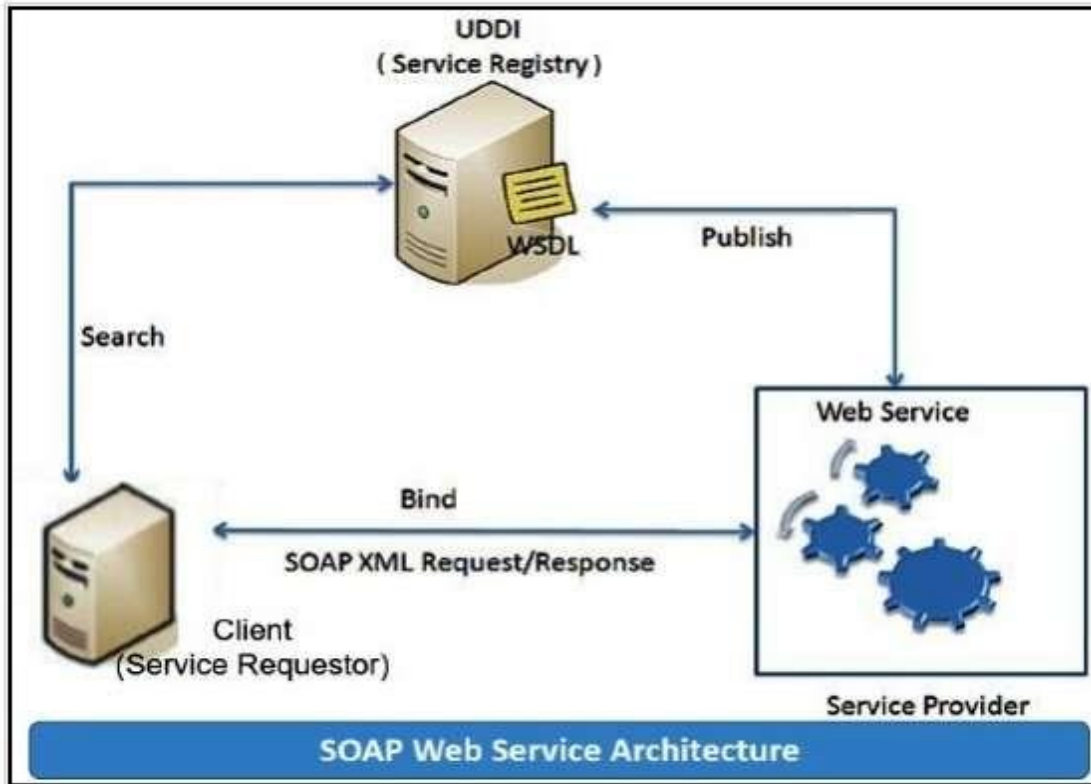 UDDI
( Service Registry )
WSDL
Publish
Search
Web Service
Bind
SOAP XML Request/Response
Client
(Service Requestor)
Service Provider
SOAP Web Service Architecture